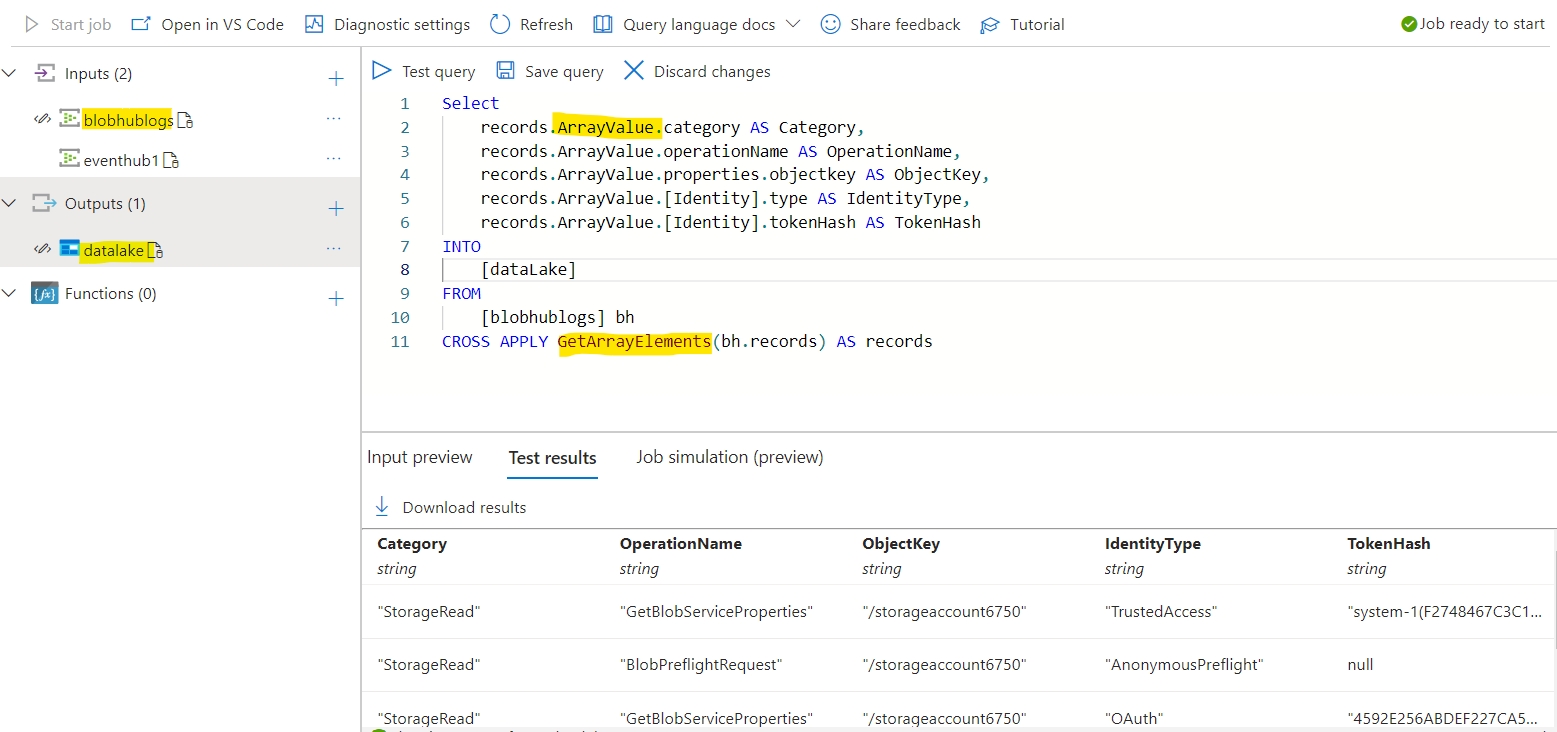 Start job Open in VS Code Diagnostic settings Refresh Query language docs Share feedback Tutorial Job ready to start
Inputs (2)
blobhublogs
eventhub1
Outputs (1)
datalake
Functions (0)
Test query Save query Discard changes
1 Select
2 records.ArrayValue.category AS Category,
3 records.ArrayValue.operationName AS OperationName,
4 records.ArrayValue.properties.objectkey AS ObjectKey,
5 records.ArrayValue.[Identity].type AS IdentityType,
6 records.ArrayValue.[Identity].tokenHash AS TokenHash
7 INTO
8 [dataLake]
9 FROM
10 [blobhublogs] bh
11 CROSS APPLY GetArrayElements(bh.records) AS records
Input preview Test results Job simulation (preview)
Download results
Category OperationName ObjectKey IdentityType TokenHash
string string string string string
"StorageRead" "GetBlobServiceProperties" "/storageaccount6750" "TrustedAccess" "system-1(F2748467C3C1...
"StorageRead" "BlobPreflightRequest" "/storageaccount6750" "AnonymousPreflight" null
"StorageRead" "GetBlobServiceProperties" "/storageaccount6750" "OAuth" "4592E256ABDEF227CA5...